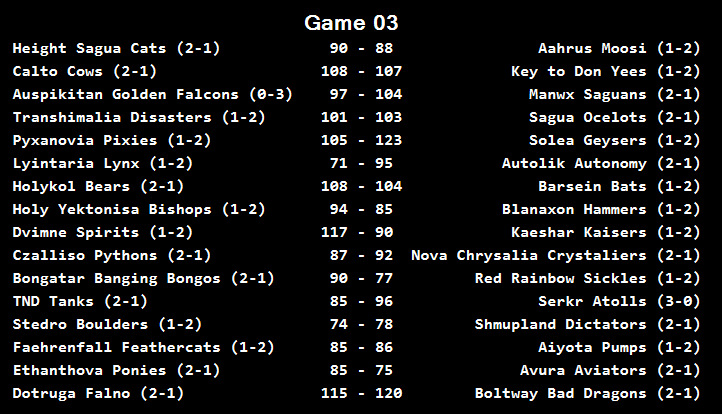 Game 03
Height Sagua Cats (2-1) 90 - 88 Aahrus Moosi (1-2)
Calto Cows (2-1) 108 - 107 Key to Don Yees (1-2)
Auspikitan Golden Falcons (0-3) 97 - 104 Manwx Saguans (2-1)
Transhimalia Disasters (1-2) 101 - 103 Sagua Ocelots (2-1)
Pyxanovia Pixies (1-2) 105 - 123 Solea Geysers (1-2)
Lyintaria Lynx (1-2) 71 - 95 Autolik Autonomy (2-1)
Holykol Bears (2-1) 108 - 104 Barsein Bats (1-2)
Holy Yektonisa Bishops (1-2) 94 - 85 Blanaxon Hammers (1-2)
Dvimne Spirits (1-2) 117 - 90 Kaeshar Kaisers (1-2)
Czalliso Pythons (2-1) 87 - 92 Nova Chrysalia Crystaliers (2-1)
Bongatar Banging Bongos (2-1) 90 - 77 Red Rainbow Sickles (1-2)
TND Tanks (2-1) 85 - 96 Serkr Atolls (3-0)
Stedro Boulders (1-2) 74 - 78 Shmupland Dictators (2-1)
Faehrenfall Feathercats (1-2) 85 - 86 Aiyota Pumps (1-2)
Ethanthova Ponies (2-1) 85 - 75 Avura Aviators (2-1)
Dotruga Falno (2-1) 115 - 120 Boltway Bad Dragons (2-1)